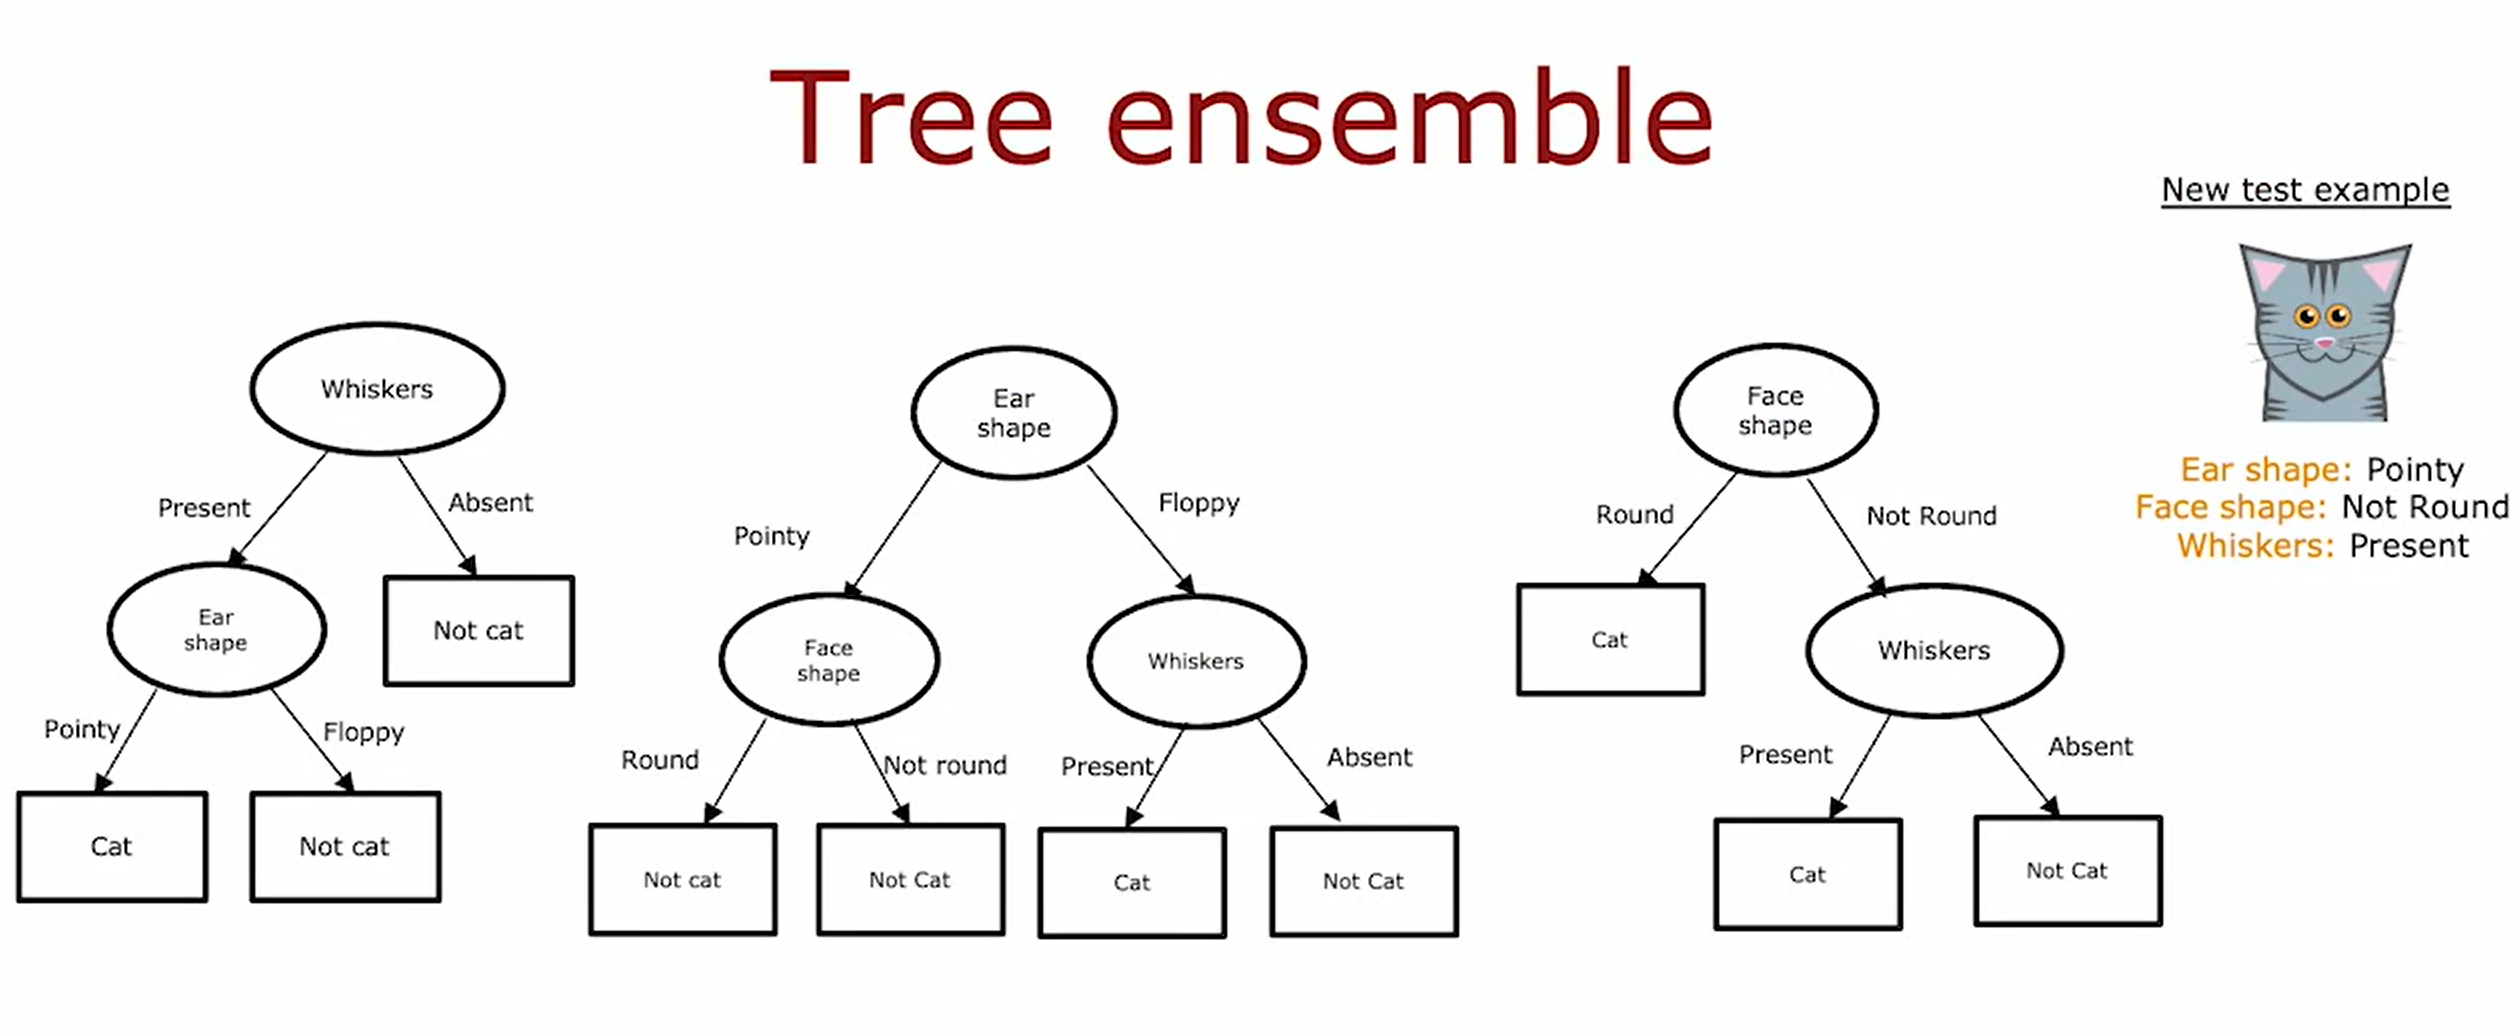 Tree ensemble
New test example
Ear shape: Pointy
Face shape: Not Round
Whiskers: Present
Whiskers
Present
Absent
Ear
shape
Not cat
Pointy
Floppy
Cat
Not cat
Ear
shape
Pointy
Floppy
Face
shape
Whiskers
Round
Not round
Present
Absent
Not cat
Not Cat
Cat
Not Cat
Face
shape
Round
Not Round
Cat
Whiskers
Present
Absent
Cat
Not Cat